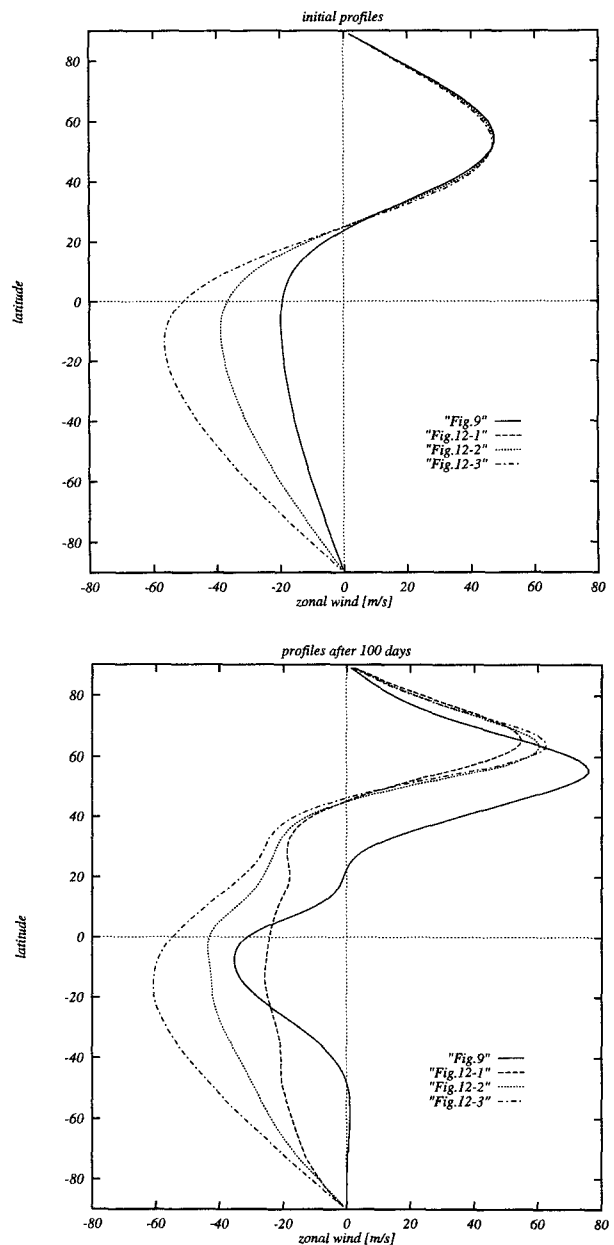 initial profiles
80
60
40
20
0
-20
-40
-60
-80
latitude
"Fig.9"
"Fig.12-1"
"Fig.12-2"
"Fig.12-3"
-80 -60 -40 -20 0 20 40 60 80
zonal wind [m/s]
profiles after 100 days
80
60
40
20
0
-20
-40
-60
-80
latitude
"Fig.9"
"Fig.12-1"
"Fig.12-2"
"Fig.12-3"
-80 -60 -40 -20 0 20 40 60 80
zonal wind [m/s]